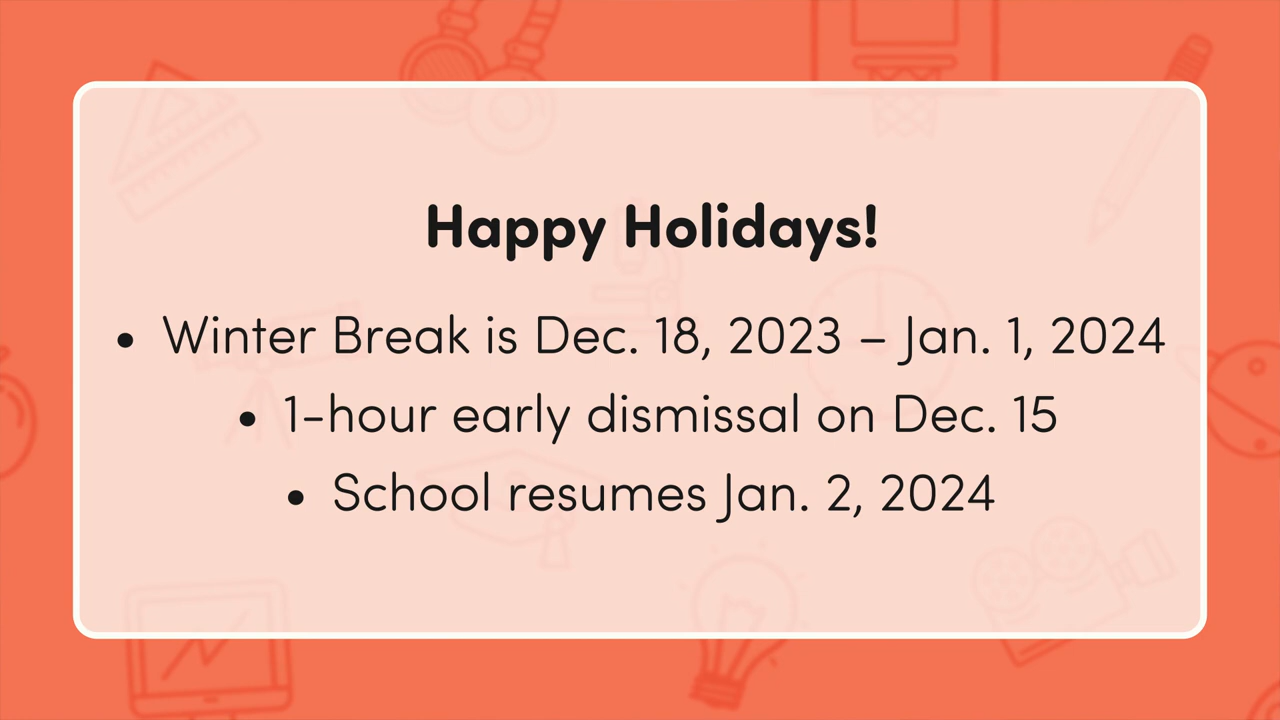 Happy Holidays!
• Winter Break is Dec. 18, 2023 – Jan. 1, 2024
• 1-hour early dismissal on Dec. 15
• School resumes Jan. 2, 2024